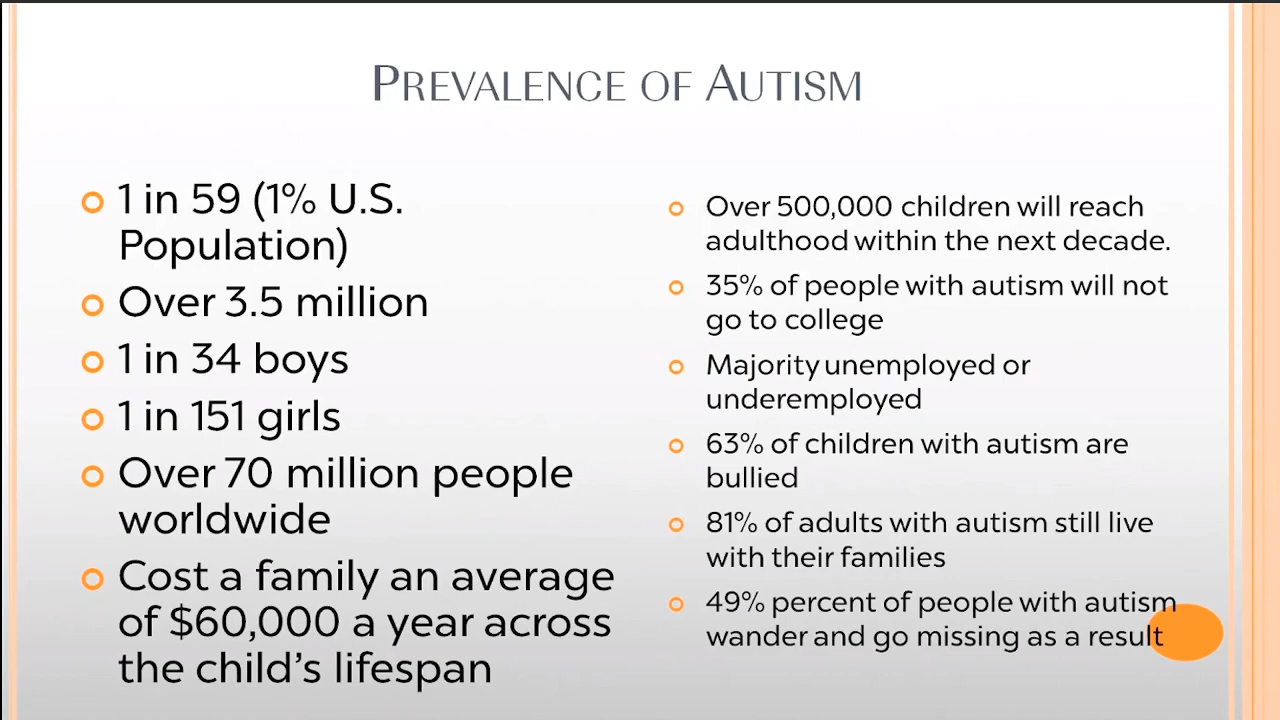 PREVALENCE OF AUTISM
1 in 59 (1% U.S.
Population)
Over 3.5 million
1 in 34 boys
1 in 151 girls
Over 70 million people
worldwide
Cost a family an average
of $60,000 a year across
the child's lifespan
Over 500,000 children will reach
adulthood within the next decade.
35% of people with autism will not
go to college
Majority unemployed or
underemployed
63% of children with autism are
bullied
81% of adults with autism still live
with their families
49% percent of people with autism
wander and go missing as a result